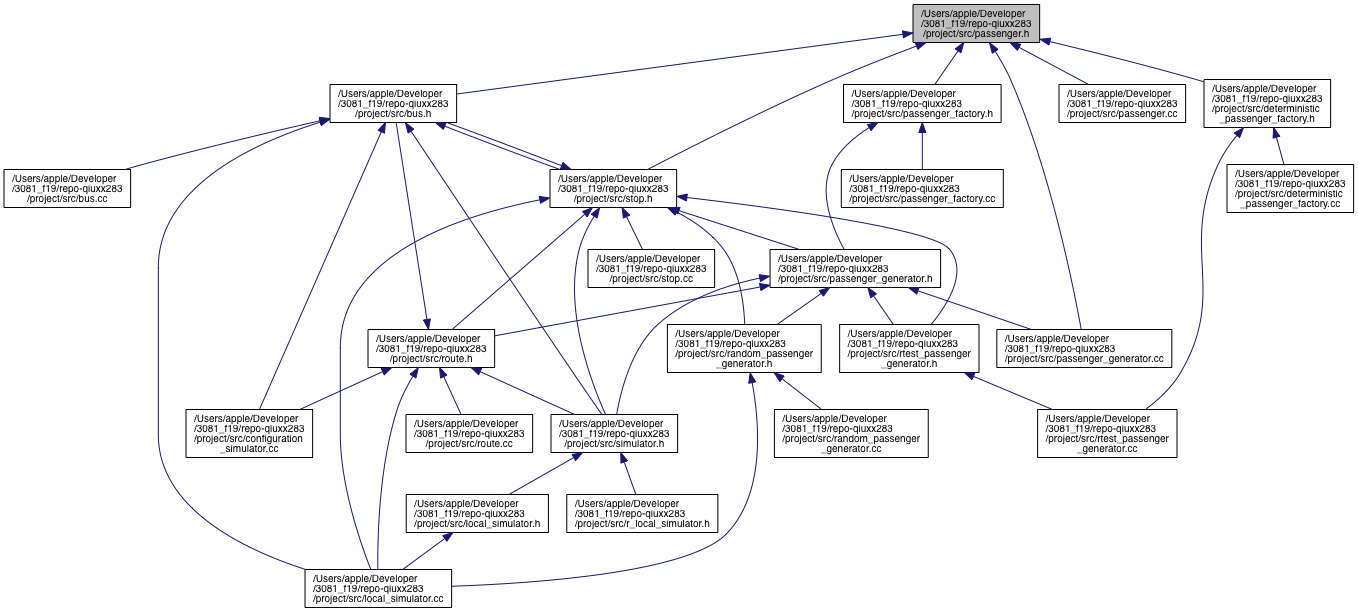 /Users/apple/Developer
/3081_f19/repo-qiuxx283
/project/src/passenger.h
/Users/apple/Developer
/3081_f19/repo-qiuxx283
/project/src/bus.h
/Users/apple/Developer
/3081_f19/repo-qiuxx283
/project/src/passenger_factory.h
/Users/apple/Developer
/3081_f19/repo-qiuxx283
/project/src/passenger.cc
/Users/apple/Developer
/3081_f19/repo-qiuxx283
/project/src/deterministic
_passenger_factory.h
/Users/apple/Developer
/3081_f19/repo-qiuxx283
/project/src/bus.cc
/Users/apple/Developer
/3081_f19/repo-qiuxx283
/project/src/stop.h
/Users/apple/Developer
/3081_f19/repo-qiuxx283
/project/src/passenger_factory.cc
/Users/apple/Developer
/3081_f19/repo-qiuxx283
/project/src/deterministic
_passenger_factory.cc
/Users/apple/Developer
/3081_f19/repo-qiuxx283
/project/src/stop.cc
/Users/apple/Developer
/3081_f19/repo-qiuxx283
/project/src/passenger_generator.h
/Users/apple/Developer
/3081_f19/repo-qiuxx283
/project/src/route.h
/Users/apple/Developer
/3081_f19/repo-qiuxx283
/project/src/random_passenger
_generator.h
/Users/apple/Developer
/3081_f19/repo-qiuxx283
/project/src/rtest_passenger
_generator.h
/Users/apple/Developer
/3081_f19/repo-qiuxx283
/project/src/passenger_generator.cc
/Users/apple/Developer
/3081_f19/repo-qiuxx283
/project/src/configuration
_simulator.cc
/Users/apple/Developer
/3081_f19/repo-qiuxx283
/project/src/route.cc
/Users/apple/Developer
/3081_f19/repo-qiuxx283
/project/src/simulator.h
/Users/apple/Developer
/3081_f19/repo-qiuxx283
/project/src/random_passenger
_generator.cc
/Users/apple/Developer
/3081_f19/repo-qiuxx283
/project/src/rtest_passenger
_generator.cc
/Users/apple/Developer
/3081_f19/repo-qiuxx283
/project/src/local_simulator.h
/Users/apple/Developer
/3081_f19/repo-qiuxx283
/project/src/r_local_simulator.h
/Users/apple/Developer
/3081_f19/repo-qiuxx283
/project/src/local_simulator.cc